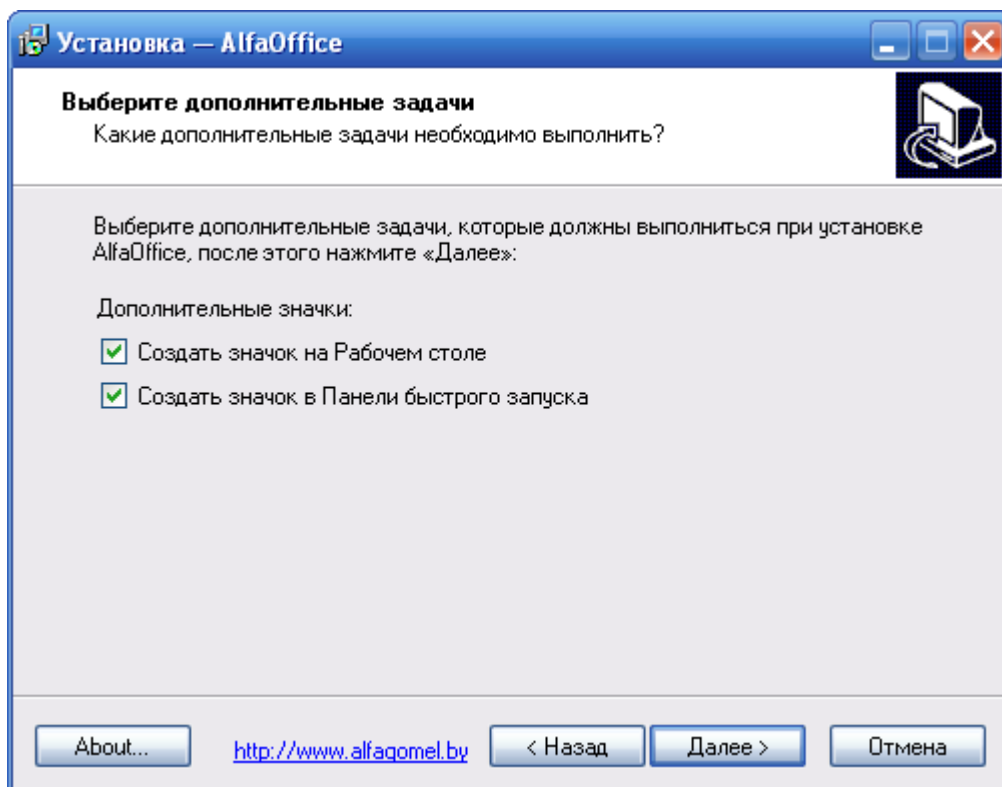 Установка — AlfaOffice
Выберите дополнительные задачи
Какие дополнительные задачи необходимо выполнить?
Выберите дополнительные задачи, которые должны выполниться при установке
AlfaOffice, после этого нажмите «Далее»:
Дополнительные значки:
Создать значок на Рабочем столе
Создать значок в Панели быстрого запуска
About... http://www.alfagomel.by < Назад Далее > Отмена